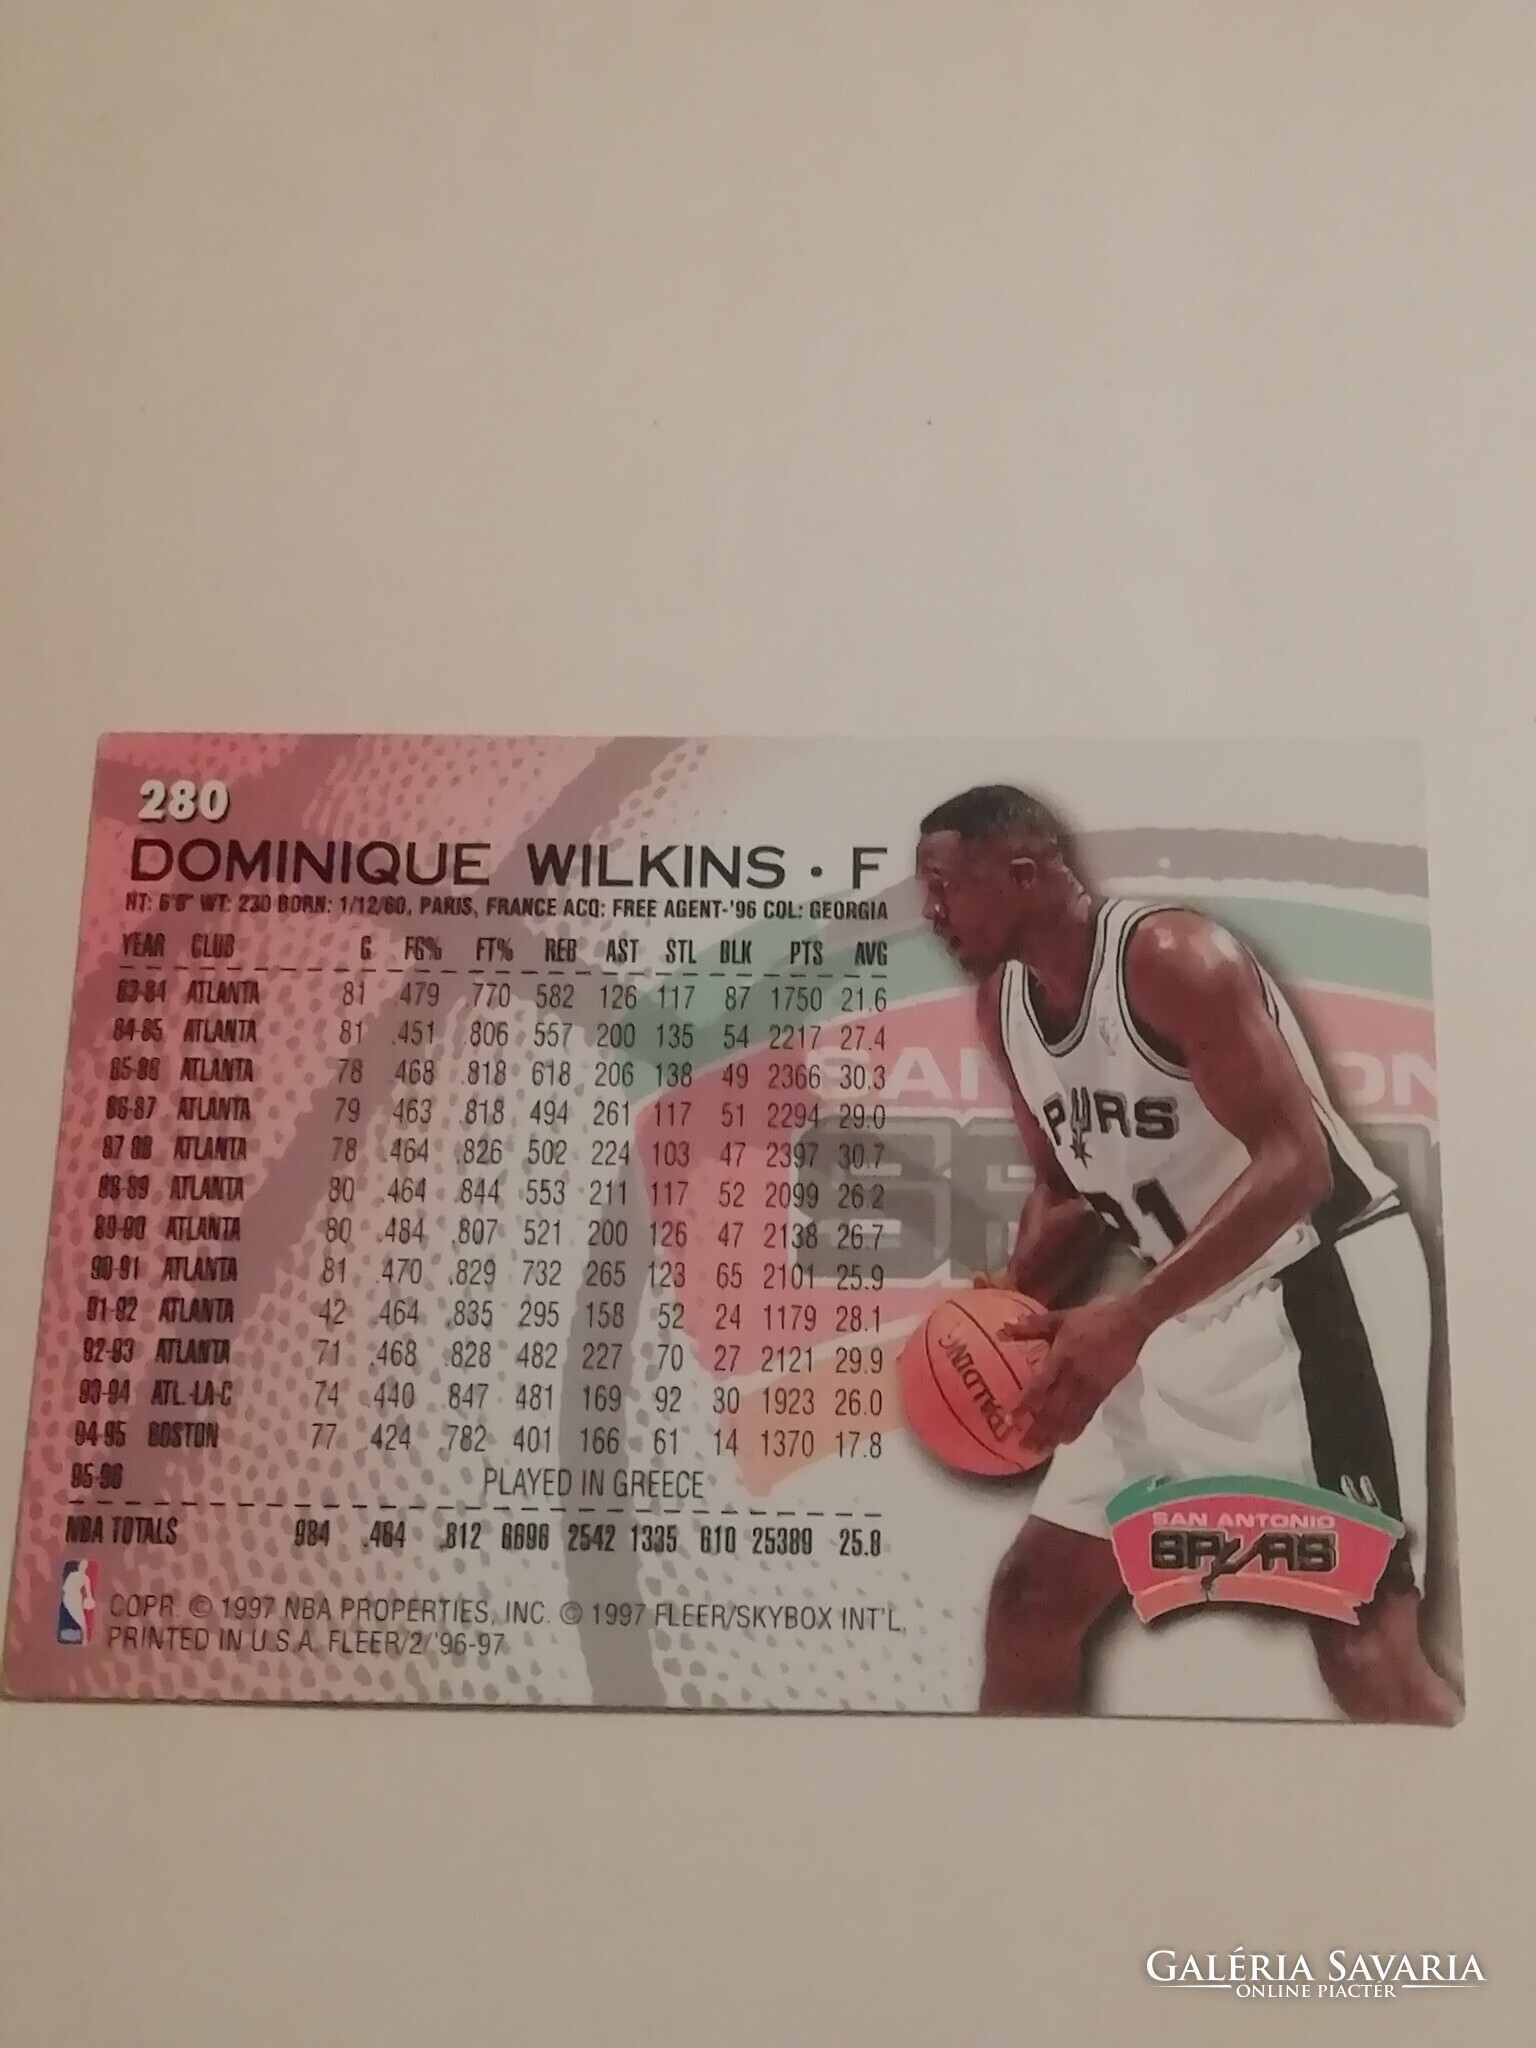 280
DOMINIQUE WILKINS • F
HT: 6'8" WT: 230 BORN: 1/12/60, PARIS, FRANCE ACQ: FREE AGENT-'96 COL: GEORGIA
YEAR CLUB G FG% FT% REB AST STL BLK PTS AVG
83-84 ATLANTA 81 .479 .770 582 126 117 87 1750 21.6
84-85 ATLANTA 81 .451 .806 557 200 135 54 2217 27.4
85-86 ATLANTA 78 .468 .818 618 206 138 49 2366 30.3
86-87 ATLANTA 79 .463 .818 494 261 117 51 2294 29.0
87-88 ATLANTA 78 .464 .826 502 224 103 47 2397 30.7
88-89 ATLANTA 80 .464 .844 553 211 117 52 2099 26.2
89-90 ATLANTA 80 .484 .807 521 200 126 47 2138 26.7
90-91 ATLANTA 81 .470 .829 732 265 123 65 2101 25.9
91-92 ATLANTA 42 .464 .835 295 158 52 24 1179 28.1
92-93 ATLANTA 71 .468 .828 482 227 70 27 2121 29.9
93-94 ATL.-LA-C 74 .440 .847 481 169 92 30 1923 26.0
94-95 BOSTON 77 .424 .782 401 166 61 14 1370 17.8
95-96 PLAYED IN GREECE
NBA TOTALS 984 .464 .812 6696 2542 1335 610 25389 25.8
COPR. © 1997 NBA PROPERTIES, INC. © 1997 FLEER/SKYBOX INT'L.
PRINTED IN U.S.A. FLEER/2/'96-97
PURS
21
SPALDING
SAN ANTONIO
SPURS
GALÉRIA SAVARIA
ONLINE PIACTÉR